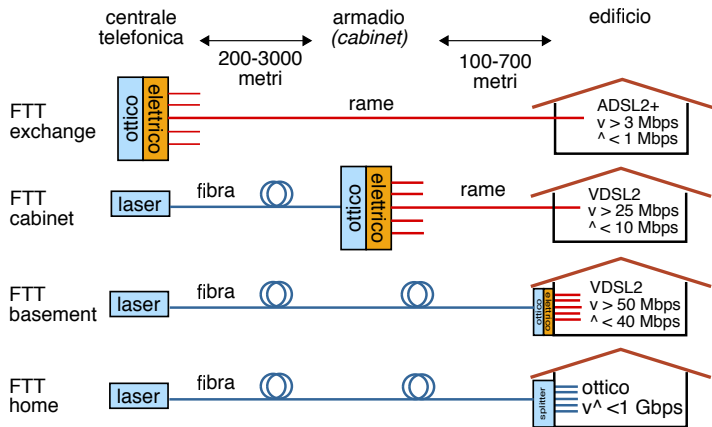 centrale
telefonica
armadio
(cabinet)
edificio
200-3000
metri
100-700
metri
FTT
exchange
ottico
elettrico
rame
ADSL2+
v > 3 Mbps
^ < 1 Mbps
FTT
cabinet
laser
fibra
ottico
elettrico
rame
VDSL2
v > 25 Mbps
^ < 10 Mbps
FTT
basement
laser
fibra
ottico
elettrico
VDSL2
v > 50 Mbps
^ < 40 Mbps
FTT
home
laser
fibra
splitter
ottico
v^ <1 Gbps